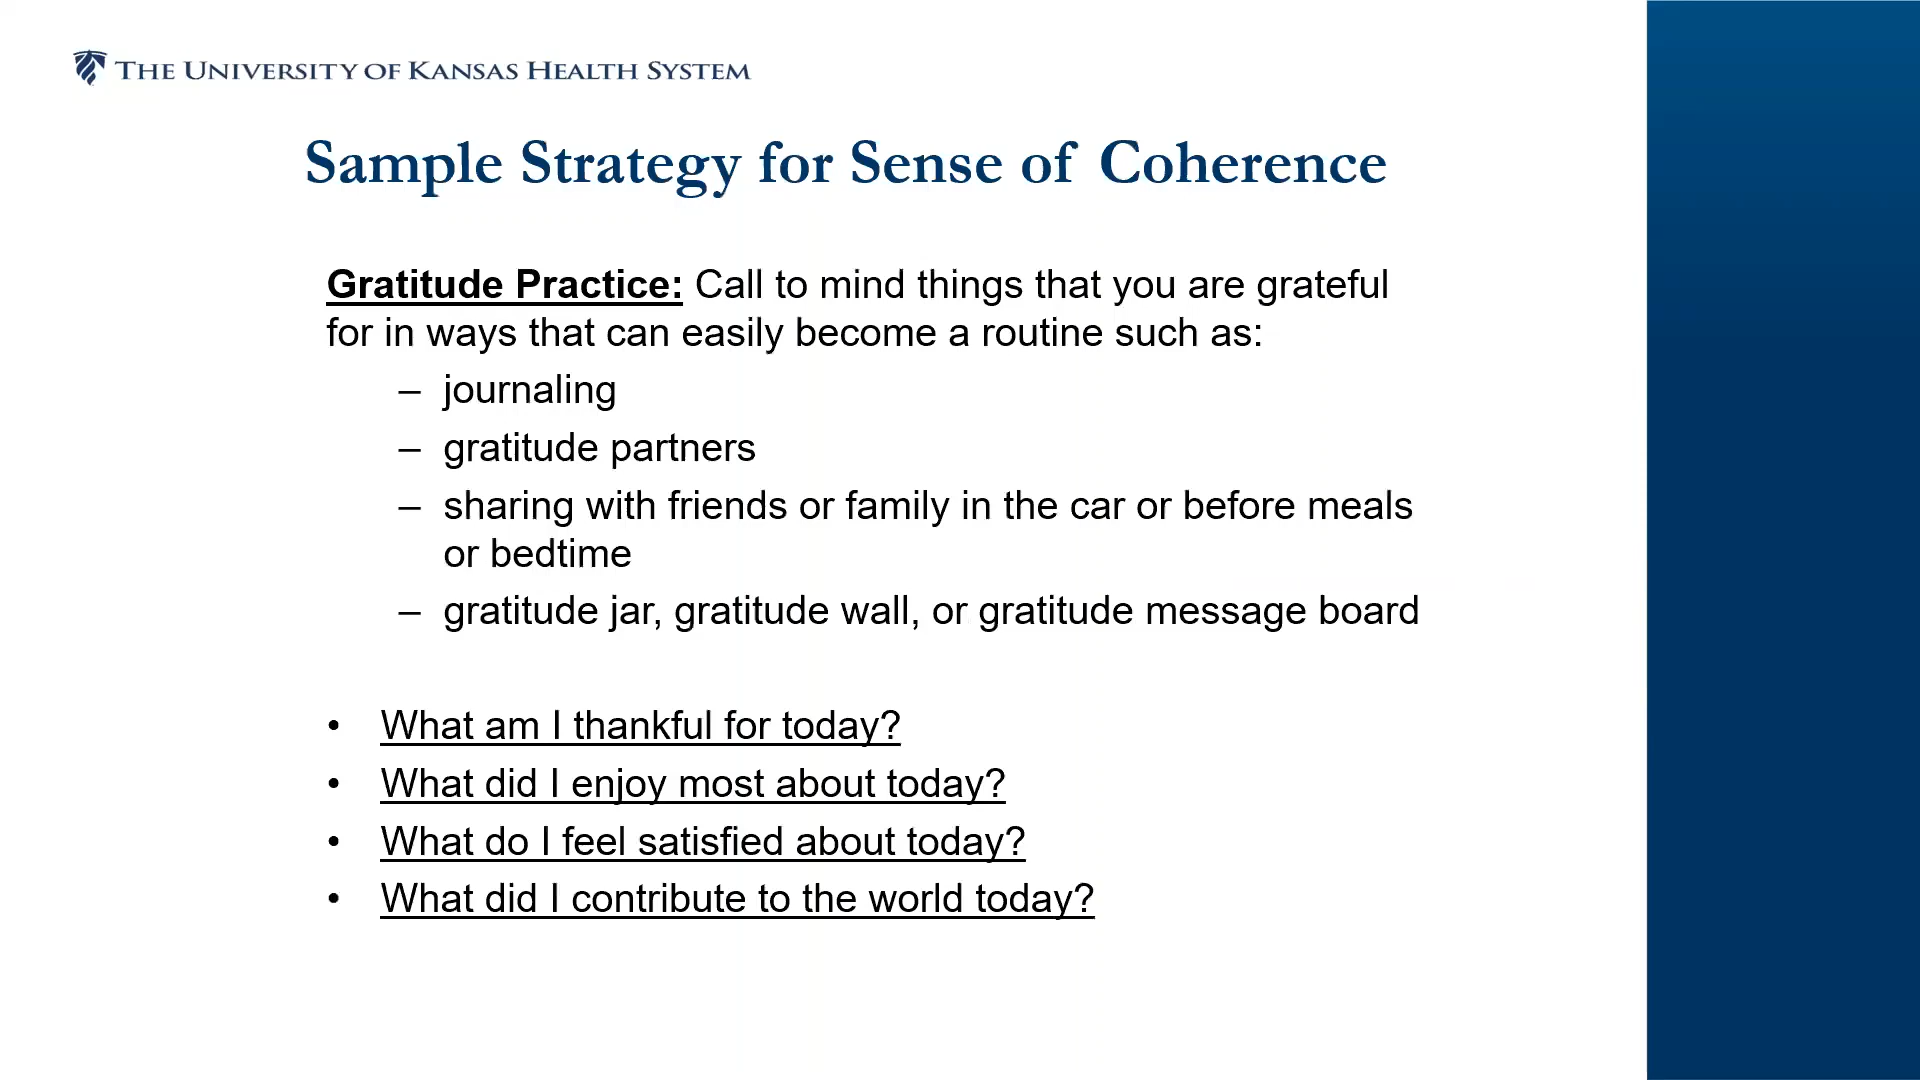 THE UNIVERSITY OF KANSAS HEALTH SYSTEM
Sample Strategy for Sense of Coherence
Gratitude Practice: Call to mind things that you are grateful
for in ways that can easily become a routine such as:
– journaling
– gratitude partners
– sharing with friends or family in the car or before meals
or bedtime
– gratitude jar, gratitude wall, or gratitude message board
• What am I thankful for today?
• What did I enjoy most about today?
• What do I feel satisfied about today?
• What did I contribute to the world today?